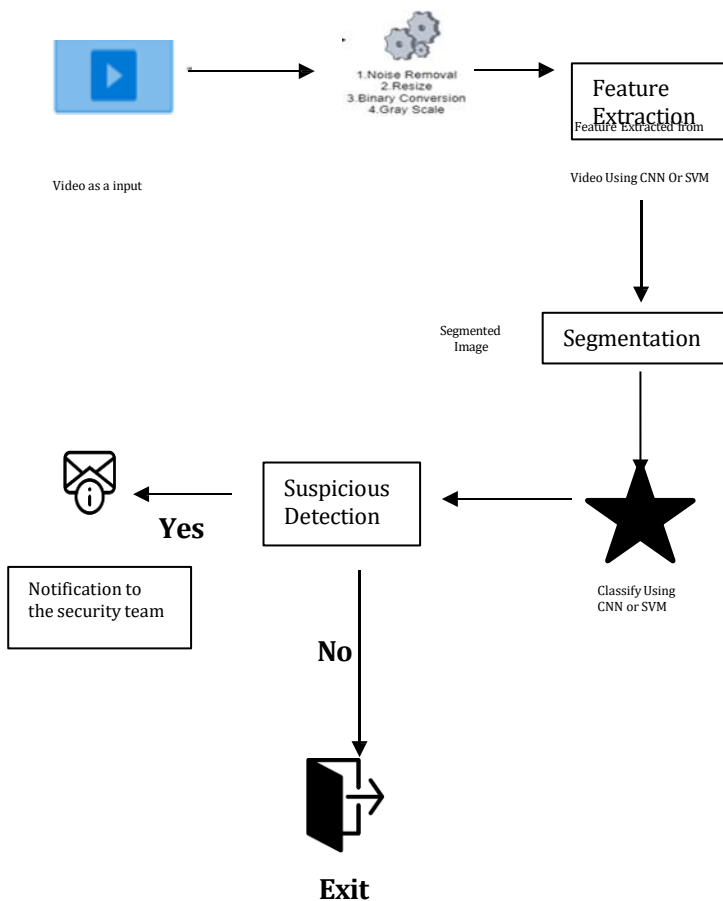 1.Noise Removal
2.Resize
3.Binary Conversion
4.Gray Scale
Feature
Extraction
Feature Extracted from
Video as a input
Video Using CNN Or SVM
Segmented
Image
Segmentation
Suspicious
Detection
Yes
Classify Using
CNN or SVM
Notification to
the security team
No
Exit